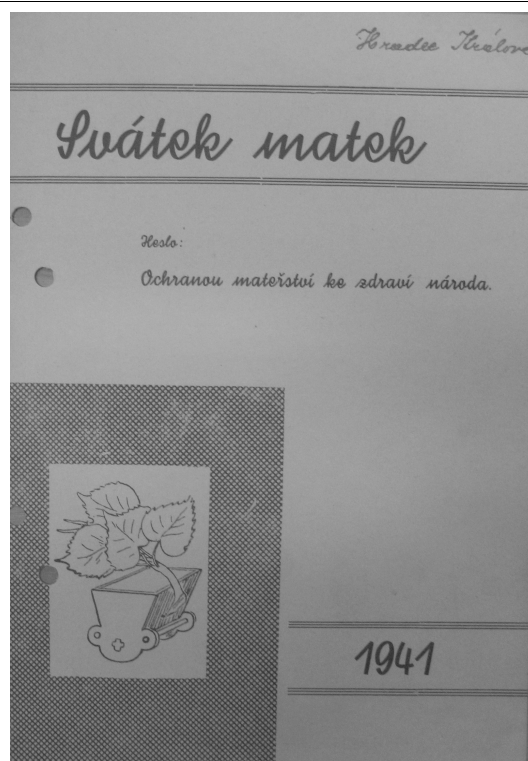 Hradec Králové
Svátek matek
Heslo:
Ochranou mateřství ke zdraví národa.
1941